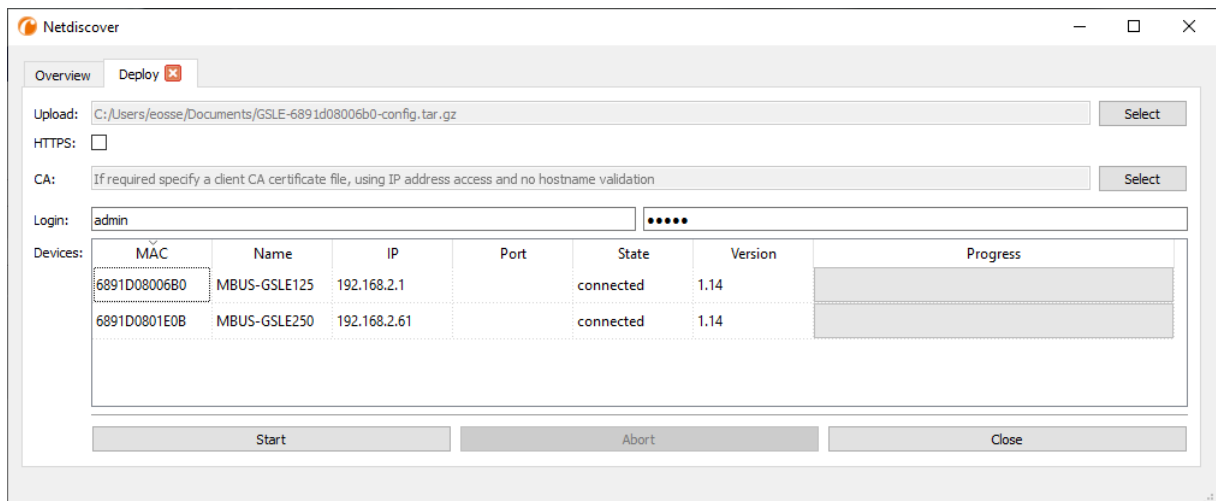 Netdiscover
Overview Deploy
Upload: C:/Users/eosse/Documents/GSLE-6891d08006b0-config.tar.gz Select
HTTPS:
CA: If required specify a client CA certificate file, using IP address access and no hostname validation Select
Login: admin •••••
Devices: MAC Name IP Port State Version Progress
6891D08006B0 MBUS-GSLE125 192.168.2.1 connected 1.14
6891D0801E0B MBUS-GSLE250 192.168.2.61 connected 1.14
Start Abort Close